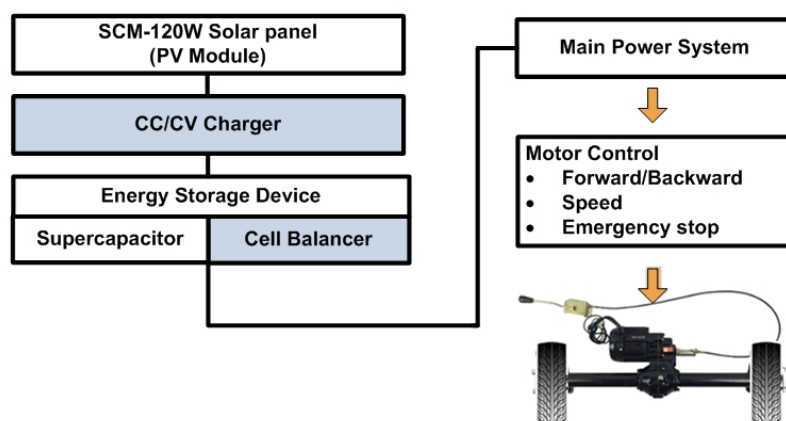 SCM-120W Solar panel
(PV Module)
CC/CV Charger
Energy Storage Device
Supercapacitor
Cell Balancer
Main Power System
Motor Control
• Forward/Backward
• Speed
• Emergency stop